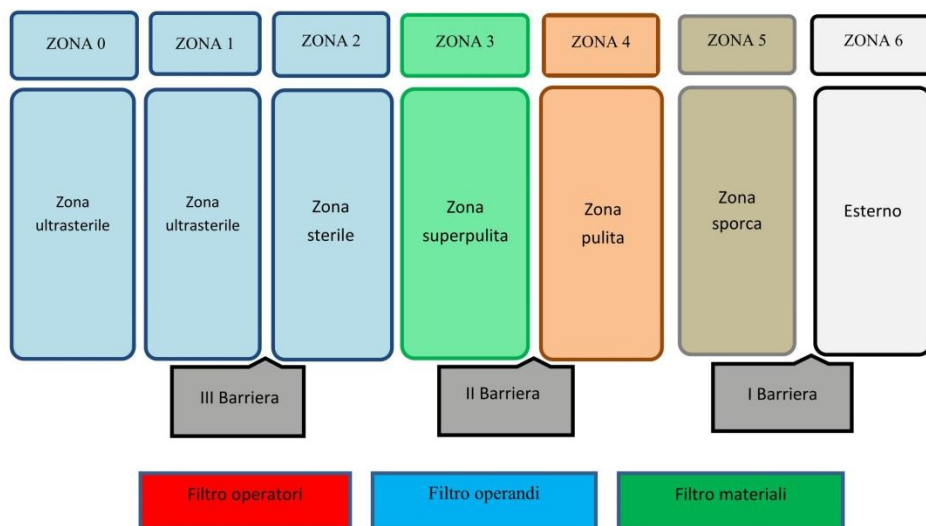 ZONA 0
ZONA 1
ZONA 2
ZONA 3
ZONA 4
ZONA 5
ZONA 6
Zona
ultrasterile
Zona
ultrasterile
Zona
sterile
Zona
superpulita
Zona
pulita
Zona
sporca
Esterno
III Barriera
II Barriera
I Barriera
Filtro operatori
Filtro operandi
Filtro materiali